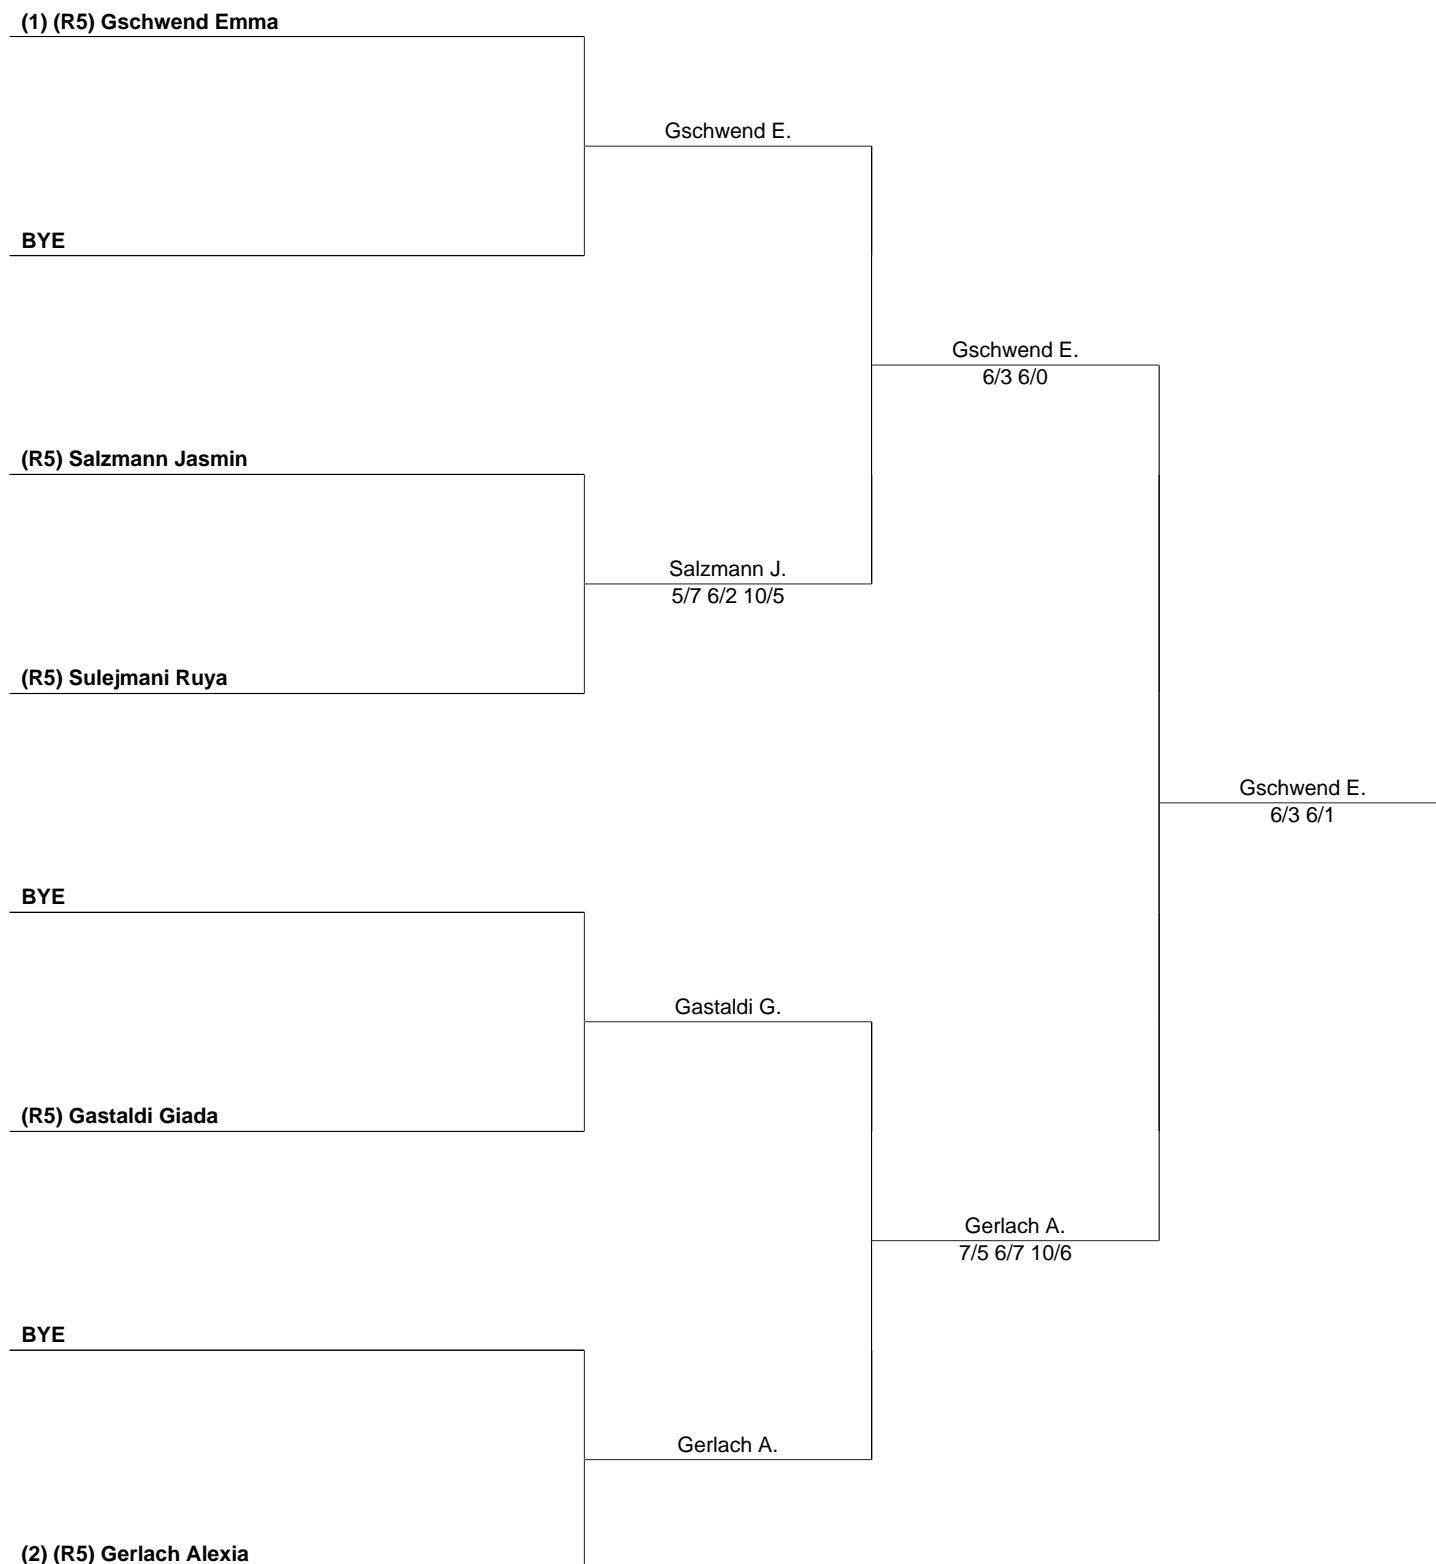 (1) (R5) Gschwend Emma
Gschwend E.
BYE
Gschwend E.
6/3 6/0
(R5) Salzmann Jasmin
Salzmann J.
5/7 6/2 10/5
(R5) Sulejmani Ruya
Gschwend E.
6/3 6/1
BYE
Gastaldi G.
(R5) Gastaldi Giada
Gerlach A.
7/5 6/7 10/6
BYE
Gerlach A.
(2) (R5) Gerlach Alexia